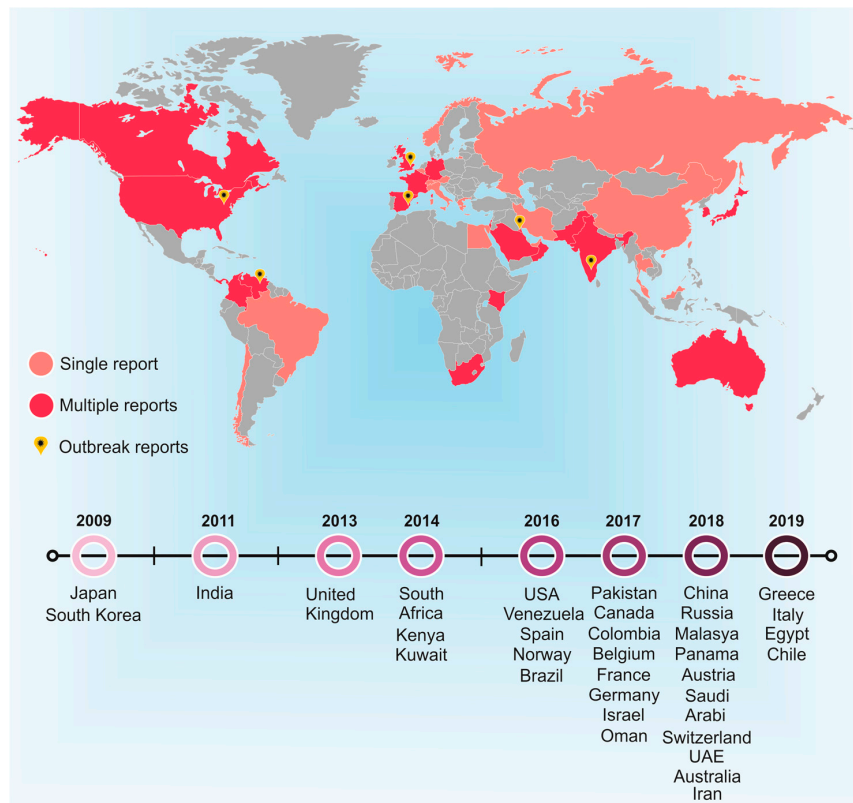 Single report
Multiple reports
Outbreak reports
2009
2011
2013
2014
2016
2017
2018
2019
Japan
South Korea
India
United
Kingdom
South
Africa
Kenya
Kuwait
USA
Venezuela
Spain
Norway
Brazil
Pakistan
Canada
Colombia
Belgium
France
Germany
Israel
Oman
China
Russia
Malasya
Panama
Austria
Saudi
Arabi
Switzerland
UAE
Australia
Iran
Greece
Italy
Egypt
Chile